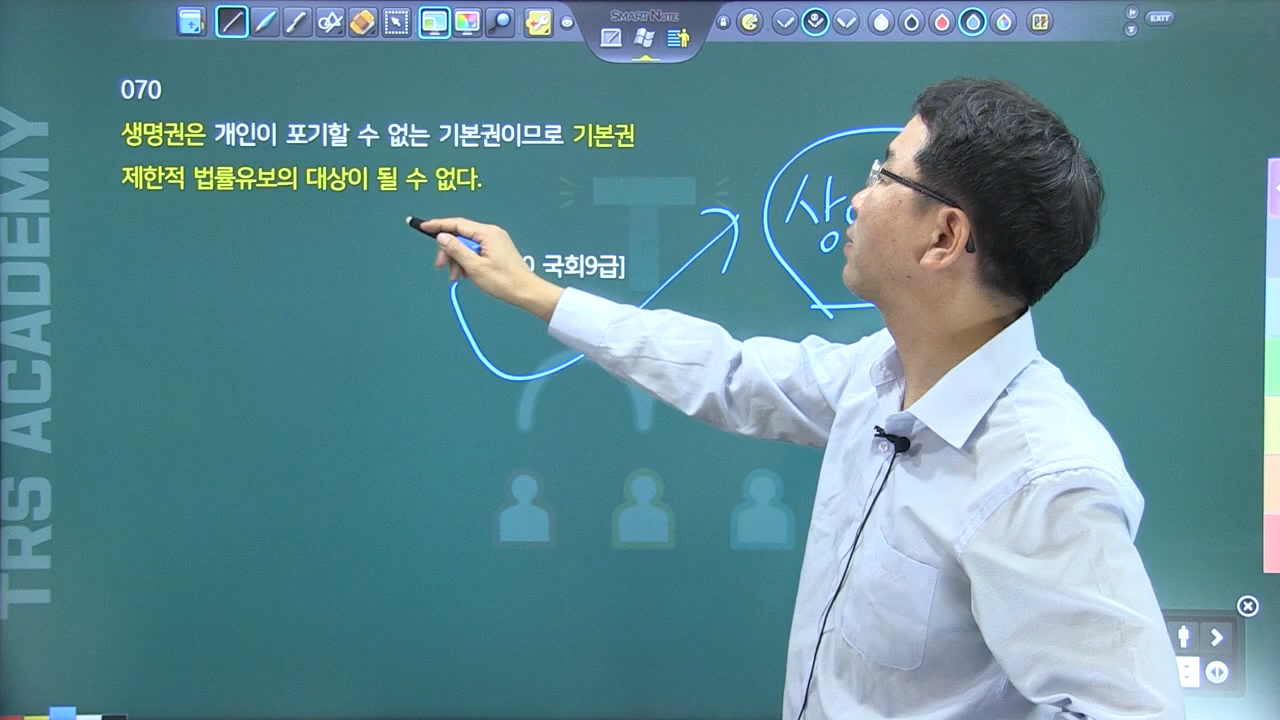 SMART NOTE
EXIT
070
생명권은 개인이 포기할 수 없는 기본권이므로 기본권
제한적 법률유보의 대상이 될 수 없다.
0 국회9급]
상
TRS ACADEMY